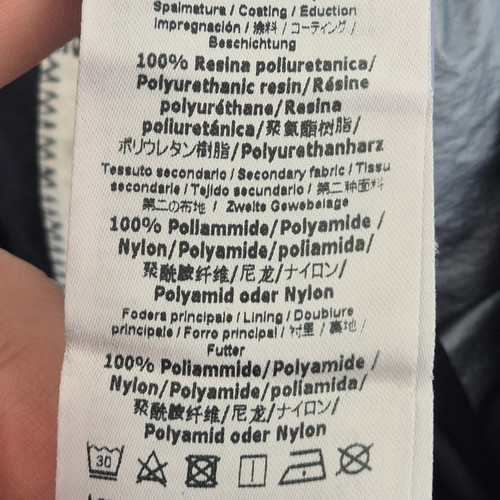 Spalmatura / Coating / Eduction
Impregnación / 涂料 / コーティング /
Beschichtung
100% Resina poliuretanica/
Polyurethanic resin/Résine
polyuréthane/Resina
poliuretánica/聚氨酯树脂/
ポリウレタン樹脂/Polyurethanharz
Tessuto secondario / Secondary fabric / Tissu
secondarie / Tejido secundario / 第二种面料
第二の布地 / Zweite Gewebelage
100% Poliammide/Polyamide /
Nylon/Polyamide/poliamida/
聚酰胺纤维/尼龙/ナイロン/
Polyamid oder Nylon
Fodera principale / Lining / Doublure
principale / Forro principal / 衬里 / 裏地 /
Futter
100% Poliammide/Polyamide /
Nylon/Polyamide/poliamida/
聚酰胺纤维/尼龙/ナイロン/
Polyamid oder Nylon
30